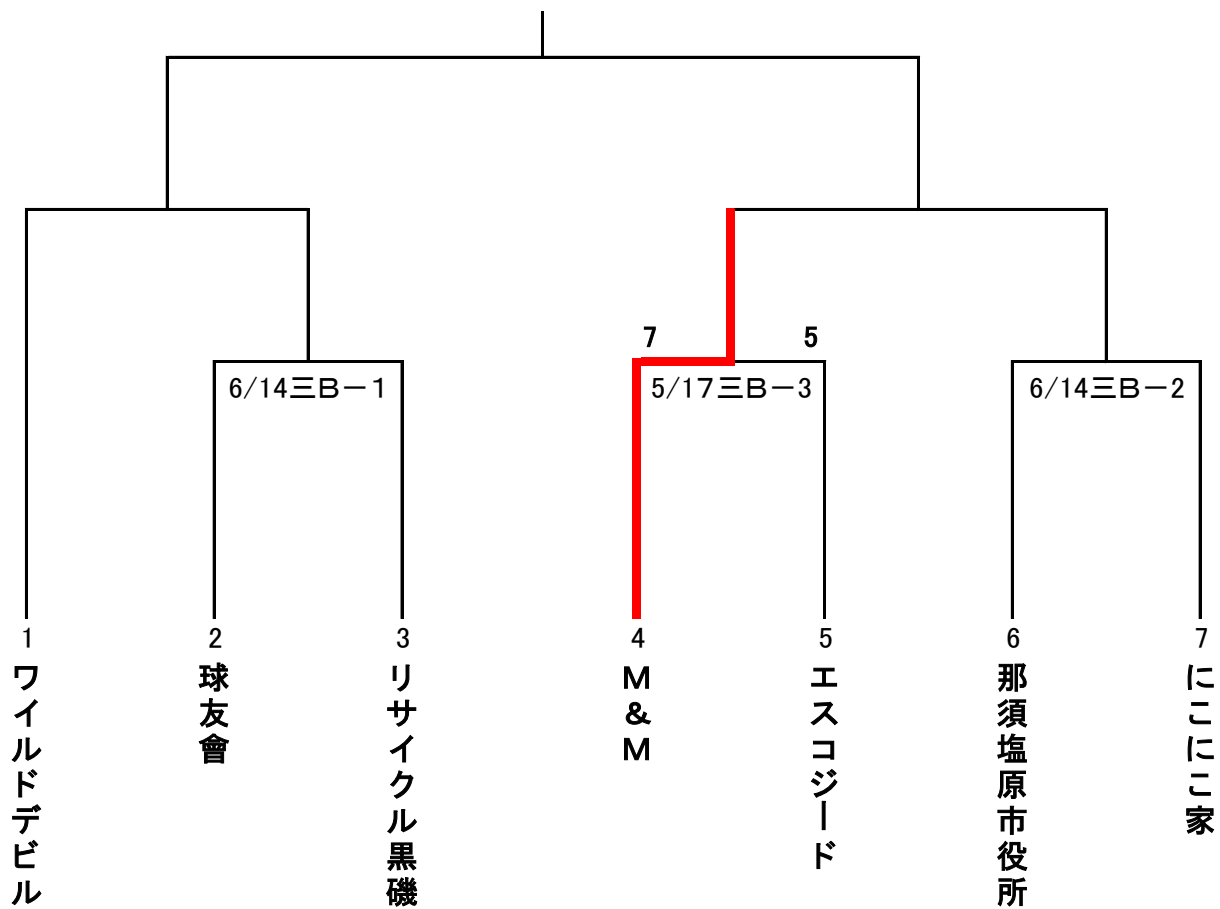 7
5
6/14三B－1
5/17三B－3
6/14三B－2
1
2
3
4
5
6
7
ワイルドデビル
球友會
リサイクル黒磯
M&M
エスコジード
那須塩原市役所
にこにこ家